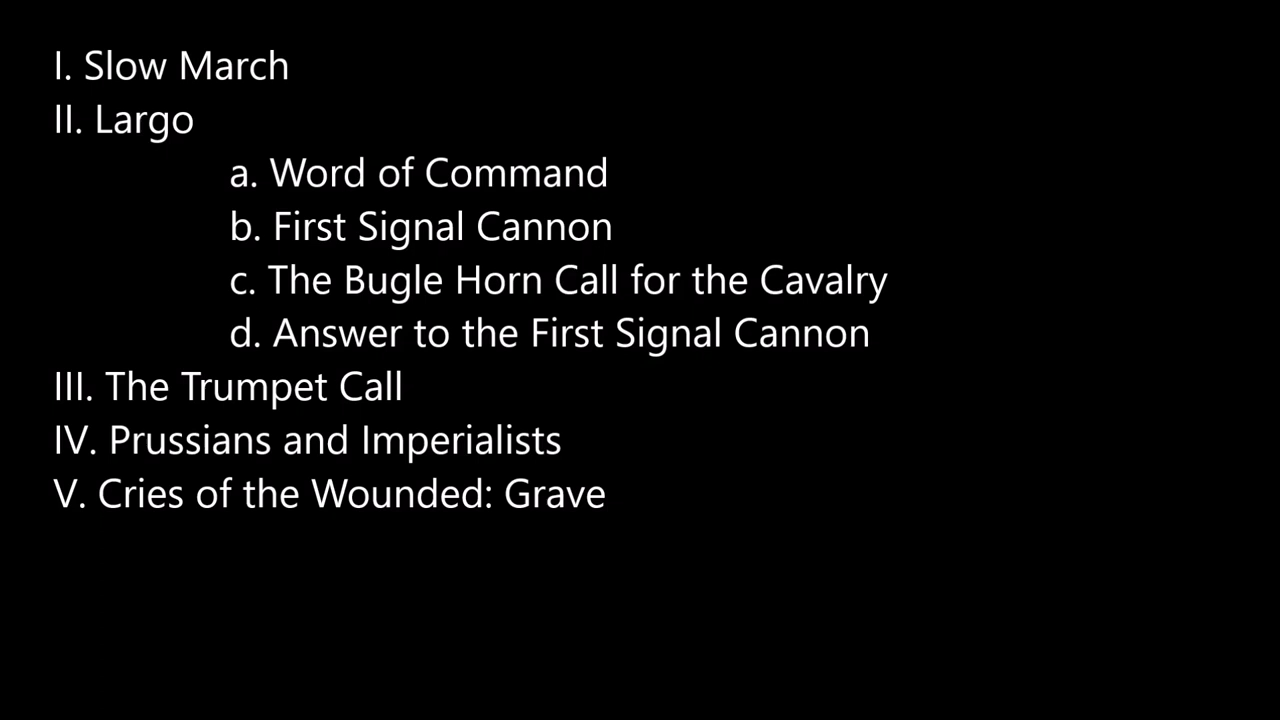 I. Slow March
II. Largo
a. Word of Command
b. First Signal Cannon
c. The Bugle Horn Call for the Cavalry
d. Answer to the First Signal Cannon
III. The Trumpet Call
IV. Prussians and Imperialists
V. Cries of the Wounded: Grave